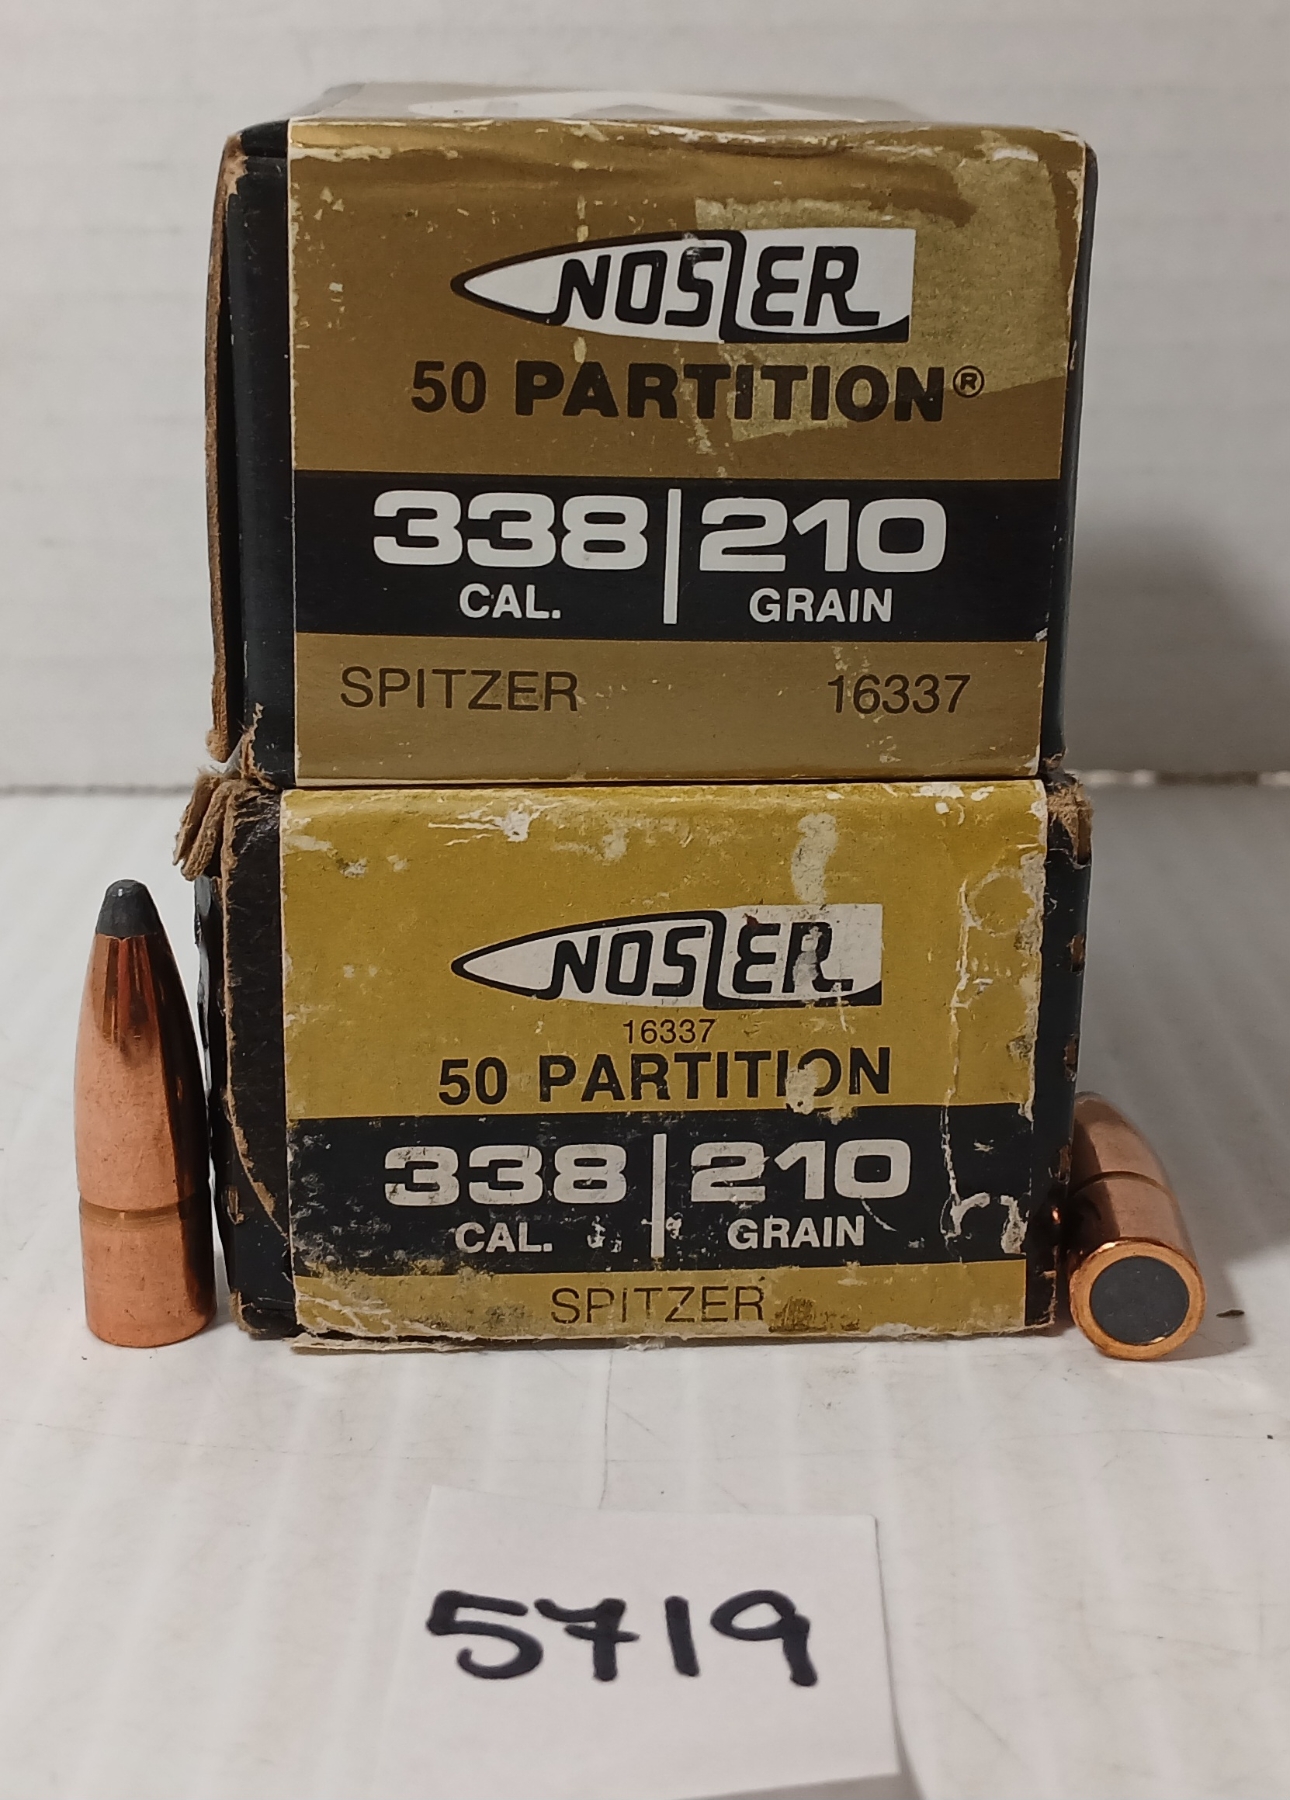 NOSLER
50 PARTITION®
338 | 210
CAL. GRAIN
SPITZER 16337
NOSLER
16337
50 PARTITION
338 | 210
CAL. GRAIN
SPITZER
5719